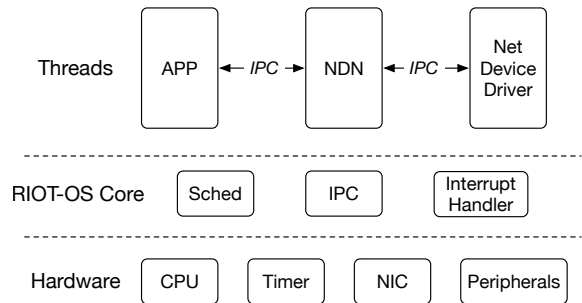 Threads
APP
IPC
NDN
IPC
Net
Device
Driver
RIOT-OS Core
Sched
IPC
Interrupt
Handler
Hardware
CPU
Timer
NIC
Peripherals